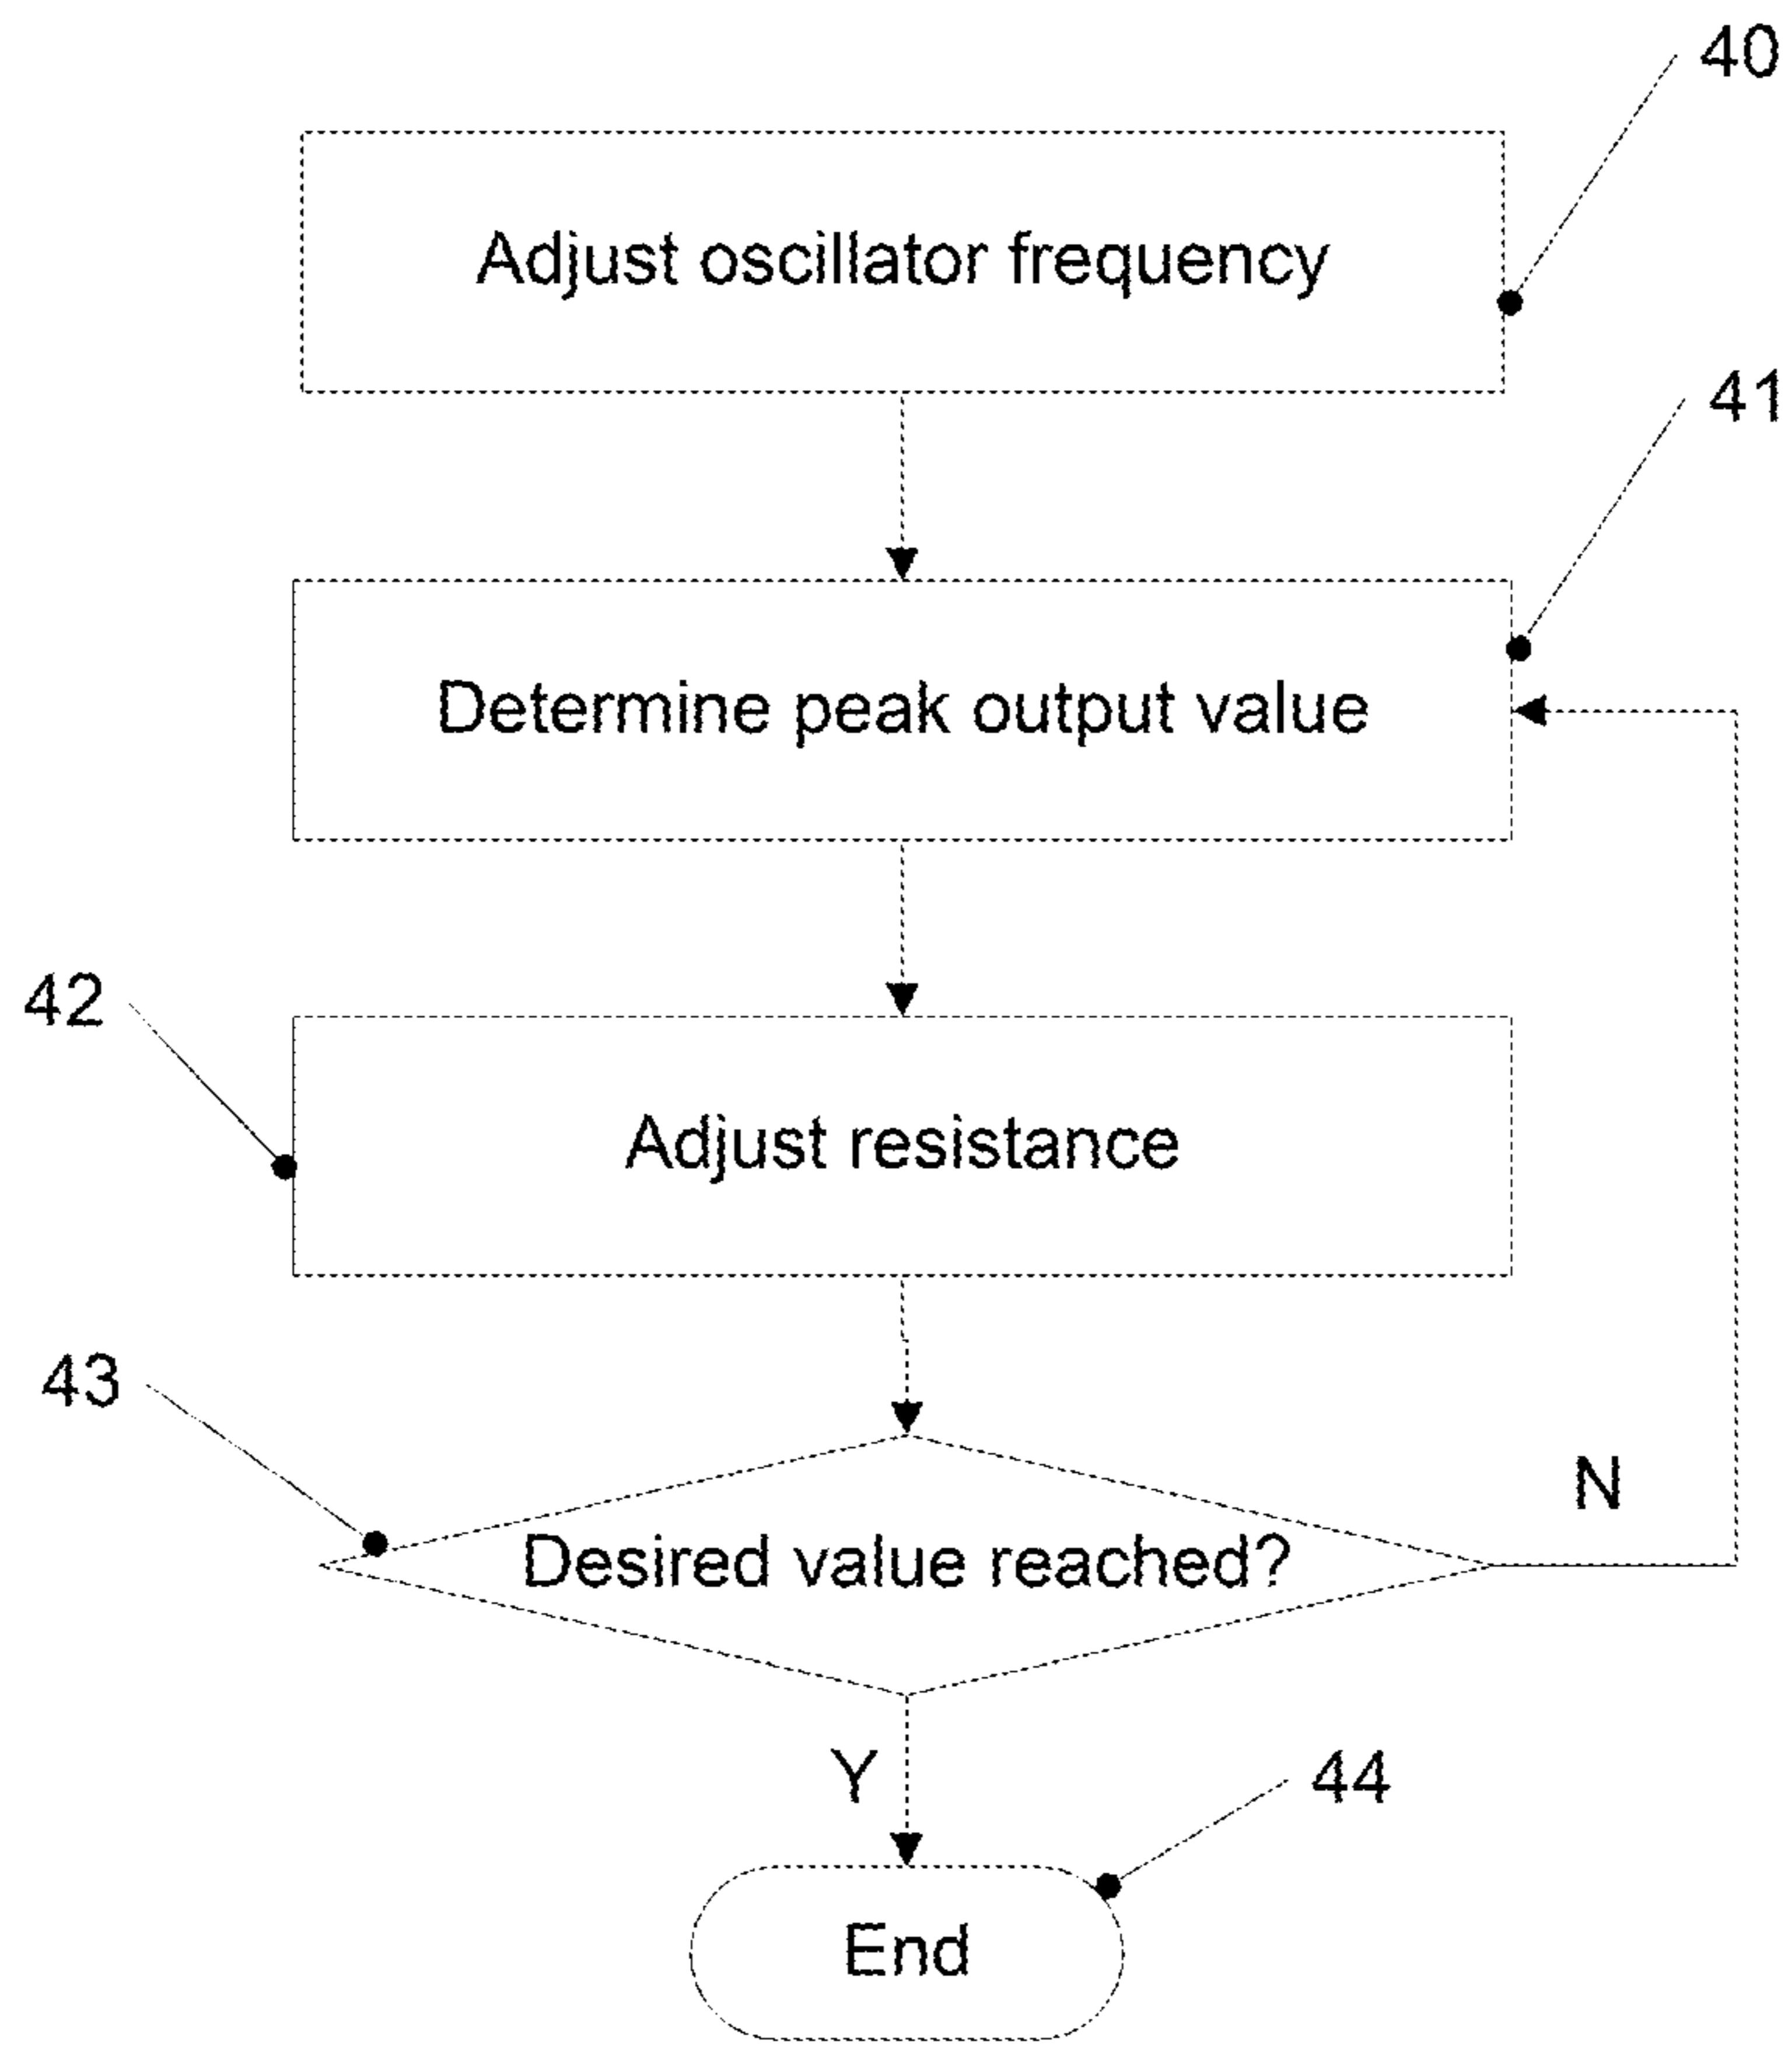 40
Adjust oscillator frequency
41
Determine peak output value
42
Adjust resistance
43
Desired value reached?
N
Y
44
End